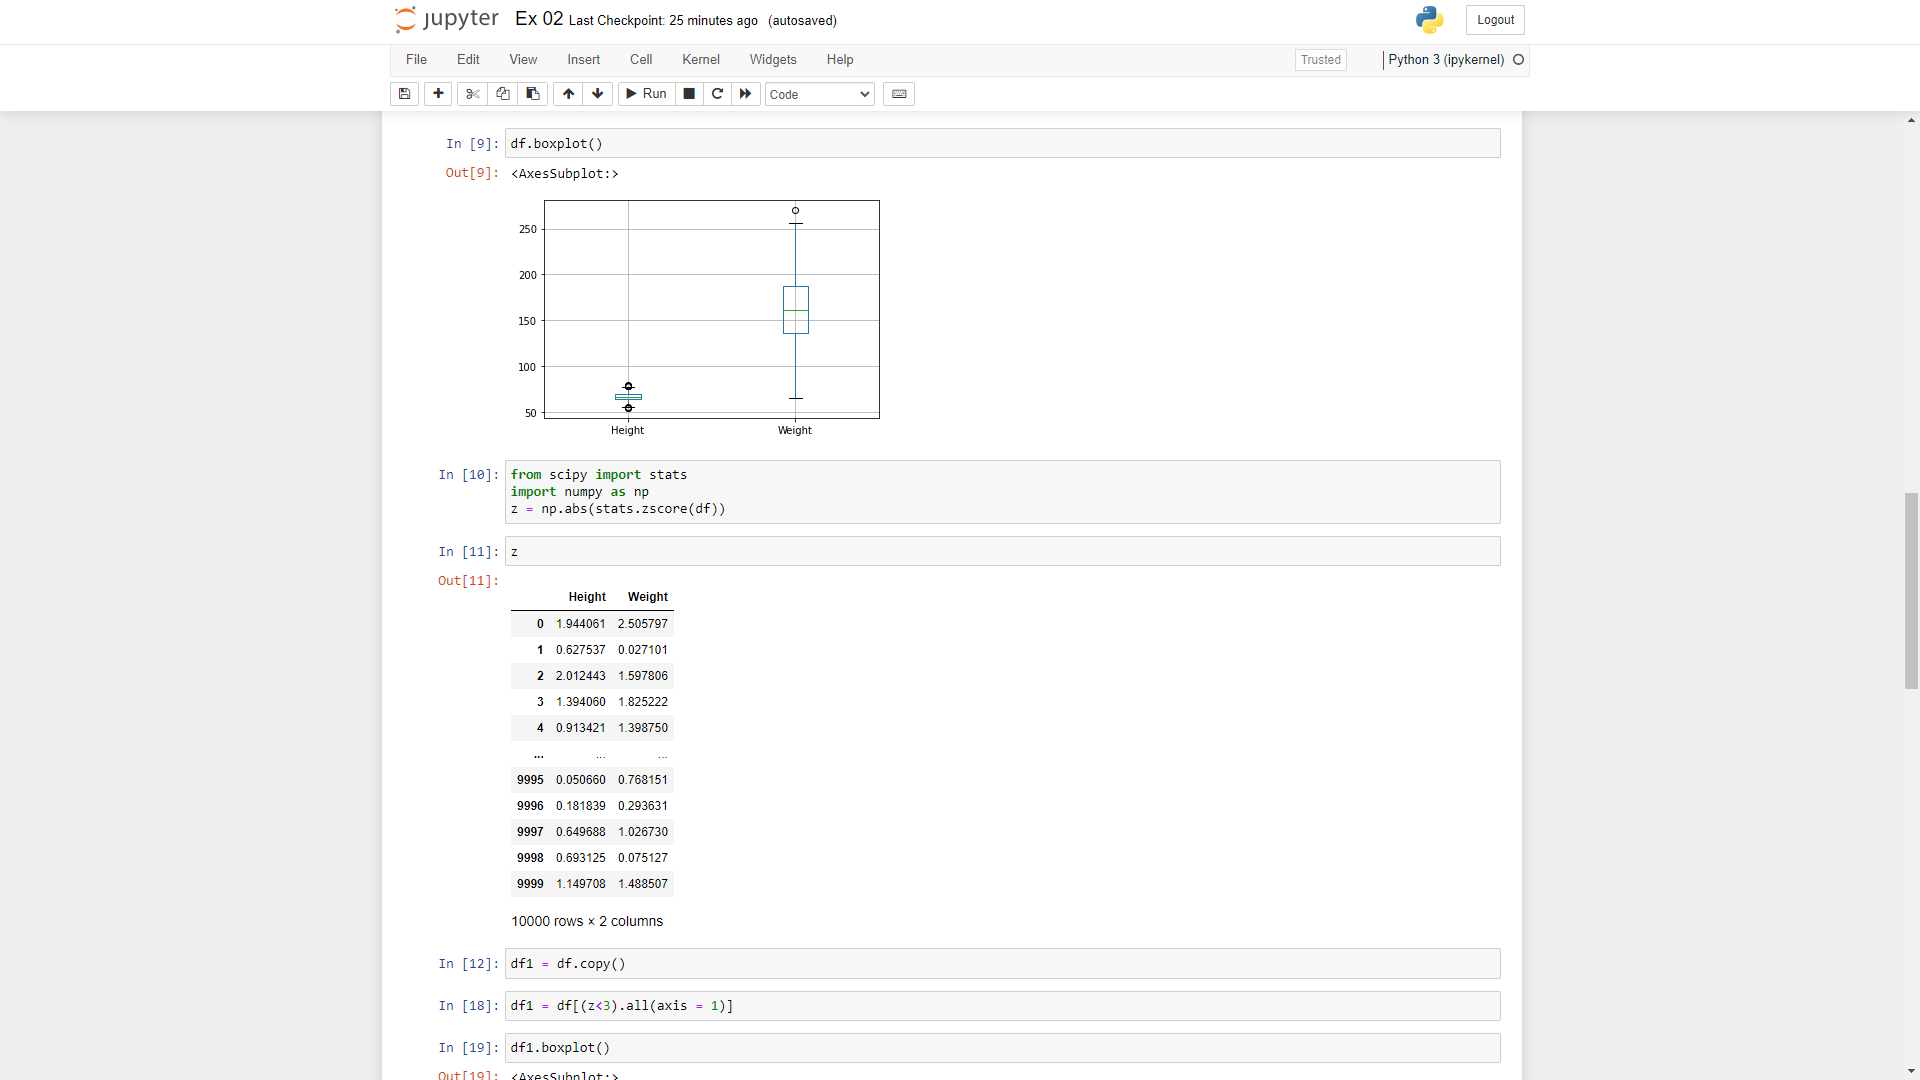 jupyter Ex 02 Last Checkpoint: 25 minutes ago (autosaved) Logout
File Edit View Insert Cell Kernel Widgets Help Trusted Python 3 (ipykernel)
Run Code
In [9]: df.boxplot()
Out[9]: <AxesSubplot:>
250
200
150
100
50
Height Weight
In [10]: from scipy import stats
import numpy as np
z = np.abs(stats.zscore(df))
In [11]: z
Out[11]:
Height Weight
0 1.944061 2.505797
1 0.627537 0.027101
2 2.012443 1.597806
3 1.394060 1.825222
4 0.913421 1.398750
... ... ...
9995 0.050660 0.768151
9996 0.181839 0.293631
9997 0.649688 1.026730
9998 0.693125 0.075127
9999 1.149708 1.488507
10000 rows × 2 columns
In [12]: df1 = df.copy()
In [18]: df1 = df[(z<3).all(axis = 1)]
In [19]: df1.boxplot()
Out[19]: <AxesSubplot:>